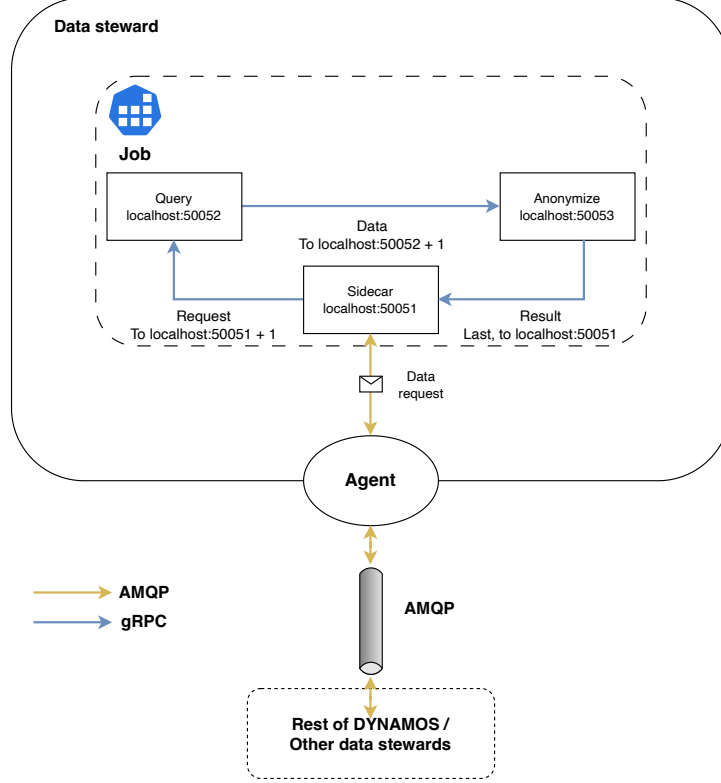 Data steward
Job
Query
localhost:50052
Anonymize
localhost:50053
Data
To localhost:50052 + 1
Sidecar
localhost:50051
Request
To localhost:50051 + 1
Result
Last, to localhost:50051
Data
request
Agent
AMQP
gRPC
AMQP
Rest of DYNAMOS /
Other data stewards